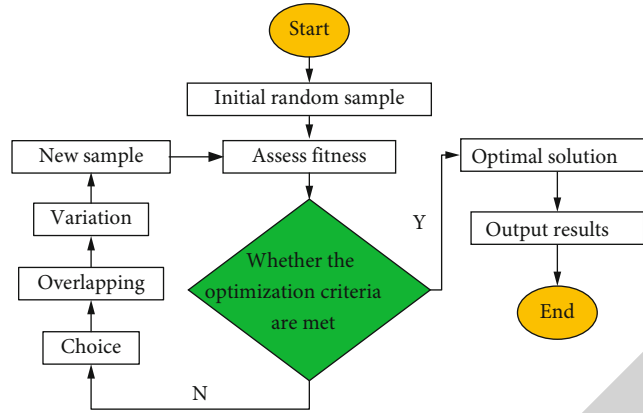 Start
Initial random sample
New sample
Assess fitness
Optimal solution
Variation
Y
Output results
Whether the
optimization criteria
are met
Overlapping
End
Choice
N